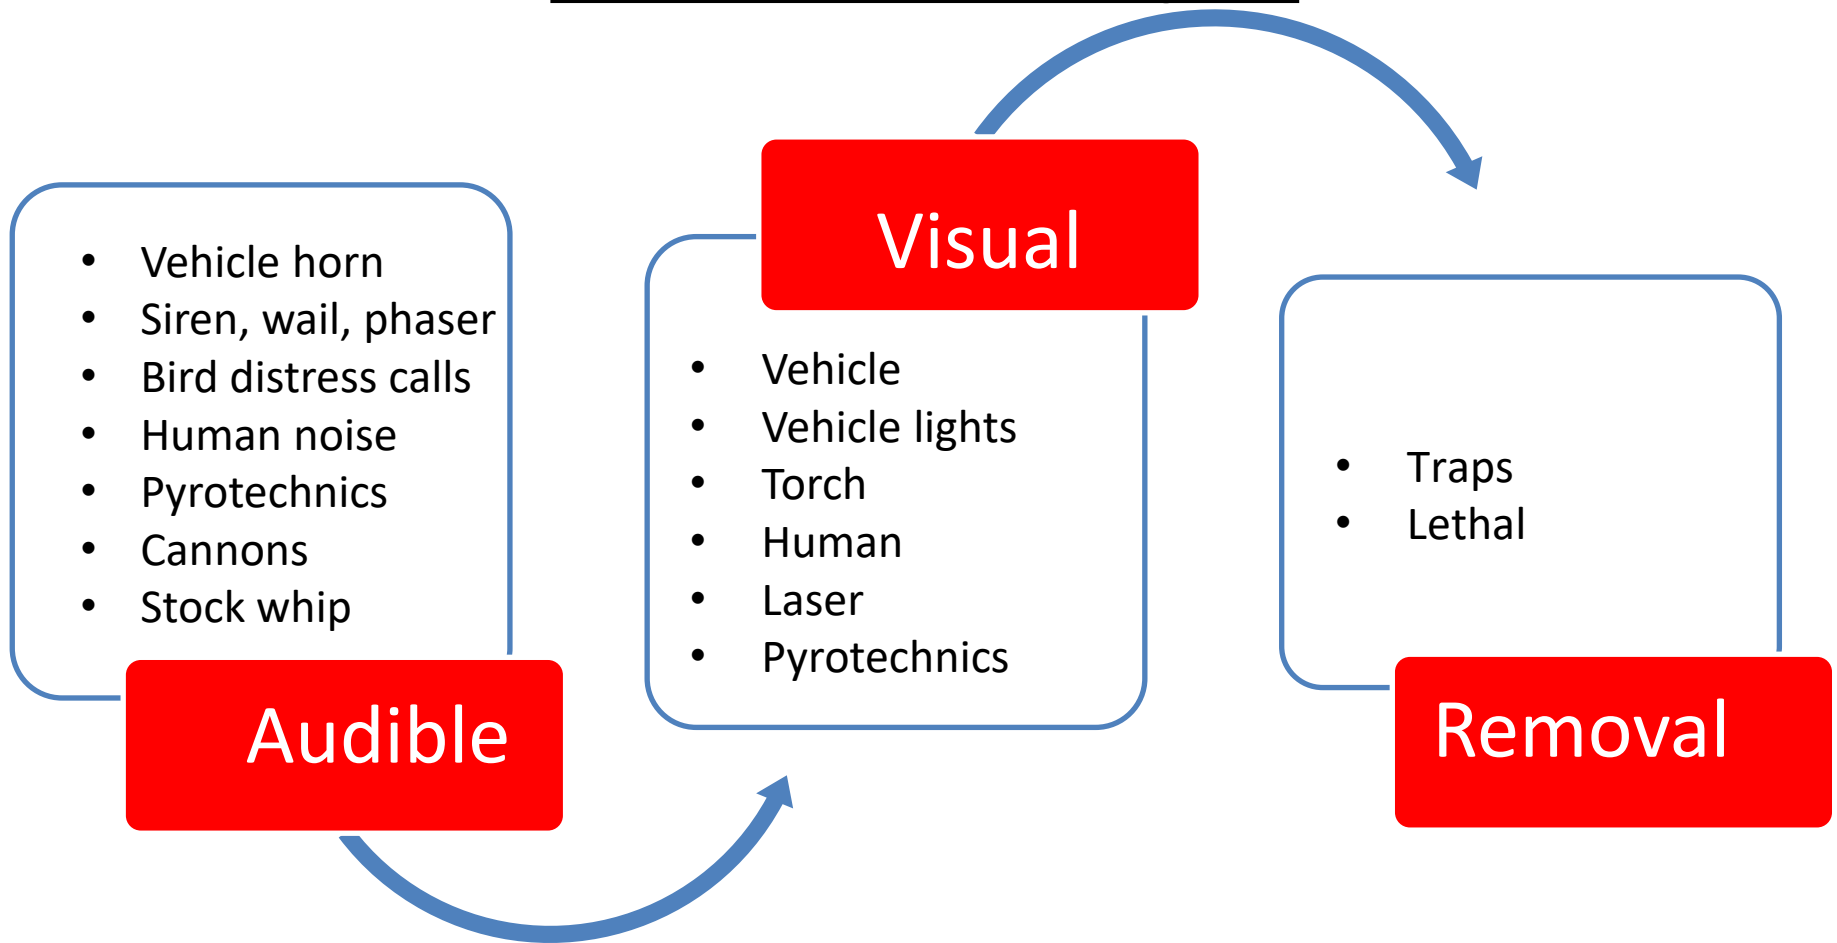 • Vehicle horn
• Siren, wail, phaser
• Bird distress calls
• Human noise
• Pyrotechnics
• Cannons
• Stock whip
Audible
Visual
• Vehicle
• Vehicle lights
• Torch
• Human
• Laser
• Pyrotechnics
• Traps
• Lethal
Removal